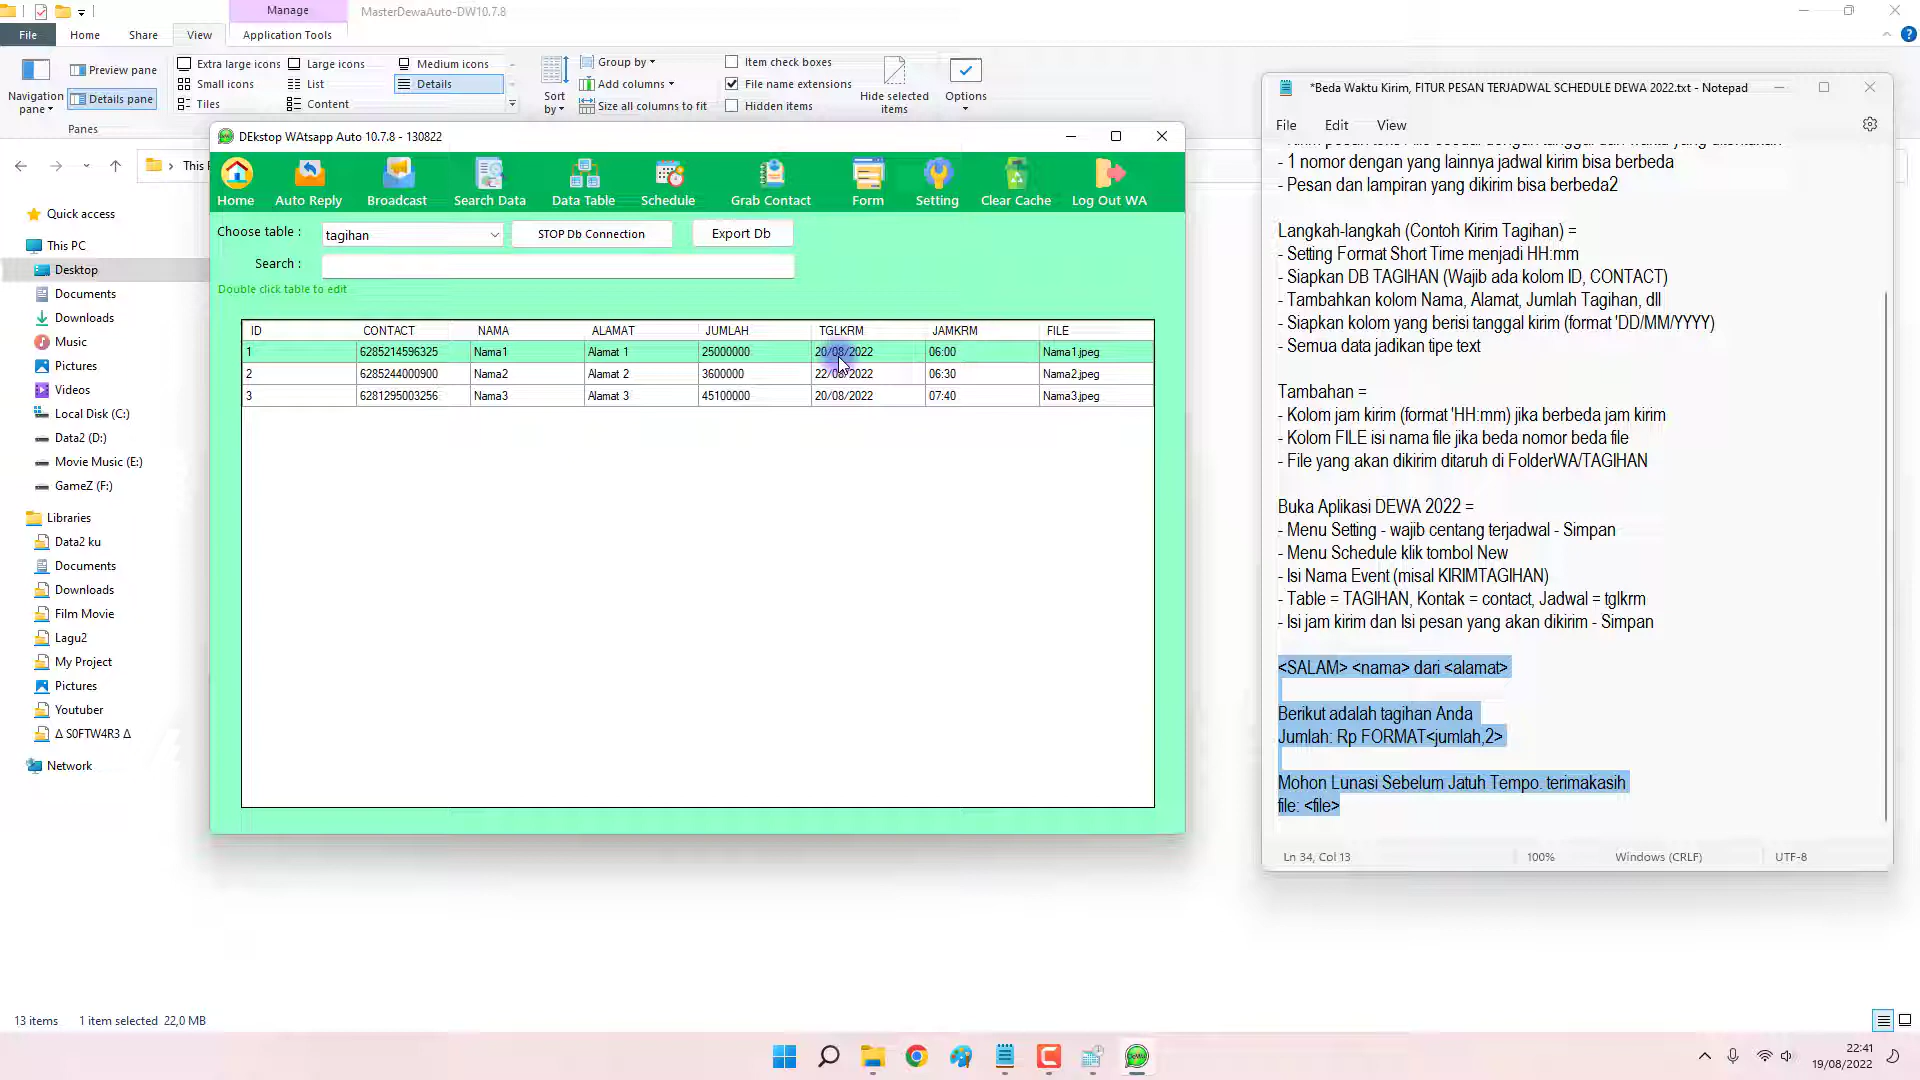 Manage
MasterDewaAuto-DW10.7.8
File
Home
Share
View
Application Tools
Navigation pane
Preview pane
Details pane
Panes
Extra large icons
Large icons
Medium icons
Small icons
List
Details
Tiles
Content
Sort by
Group by
Add columns
Size all columns to fit
Item check boxes
File name extensions
Hidden items
Hide selected items
Options
This P
Quick access
This PC
Desktop
Documents
Downloads
Music
Pictures
Videos
Local Disk (C:)
Data2 (D:)
Movie Music (E:)
GameZ (F:)
Libraries
Data2 ku
Documents
Downloads
Film Movie
Lagu2
My Project
Pictures
Youtuber
Δ S0FTW4R3 Δ
Network
13 items
1 item selected 22,0 MB
DEkstop WAtsapp Auto 10.7.8 - 130822
Home
Auto Reply
Broadcast
Search Data
Data Table
Schedule
Grab Contact
Form
Setting
Clear Cache
Log Out WA
Choose table :
tagihan
STOP Db Connection
Export Db
Search :
Double click table to edit
ID CONTACT NAMA ALAMAT JUMLAH TGLKRM JAMKRM FILE
1 6285214596325 Nama1 Alamat 1 25000000 20/08/2022 06:00 Nama1.jpeg
2 6285244000900 Nama2 Alamat 2 3600000 22/08/2022 06:30 Nama2.jpeg
3 6281295003256 Nama3 Alamat 3 45100000 20/08/2022 07:40 Nama3.jpeg
*Beda Waktu Kirim, FITUR PESAN TERJADWAL SCHEDULE DEWA 2022.txt - Notepad
File
Edit
View
- 1 nomor dengan yang lainnya jadwal kirim bisa berbeda
- Pesan dan lampiran yang dikirim bisa berbeda2
Langkah-langkah (Contoh Kirim Tagihan) =
- Setting Format Short Time menjadi HH:mm
- Siapkan DB TAGIHAN (Wajib ada kolom ID, CONTACT)
- Tambahkan kolom Nama, Alamat, Jumlah Tagihan, dll
- Siapkan kolom yang berisi tanggal kirim (format 'DD/MM/YYYY)
- Semua data jadikan tipe text
Tambahan =
- Kolom jam kirim (format 'HH:mm) jika berbeda jam kirim
- Kolom FILE isi nama file jika beda nomor beda file
- File yang akan dikirim ditaruh di FolderWA/TAGIHAN
Buka Aplikasi DEWA 2022 =
- Menu Setting - wajib centang terjadwal - Simpan
- Menu Schedule klik tombol New
- Isi Nama Event (misal KIRIMTAGIHAN)
- Table = TAGIHAN, Kontak = contact, Jadwal = tglkrm
- Isi jam kirim dan Isi pesan yang akan dikirim - Simpan
<SALAM> <nama> dari <alamat>
Berikut adalah tagihan Anda
Jumlah: Rp FORMAT<jumlah,2>
Mohon Lunasi Sebelum Jatuh Tempo. terimakasih
file: <file>
Ln 34, Col 13
100%
Windows (CRLF)
UTF-8
22:41
19/08/2022